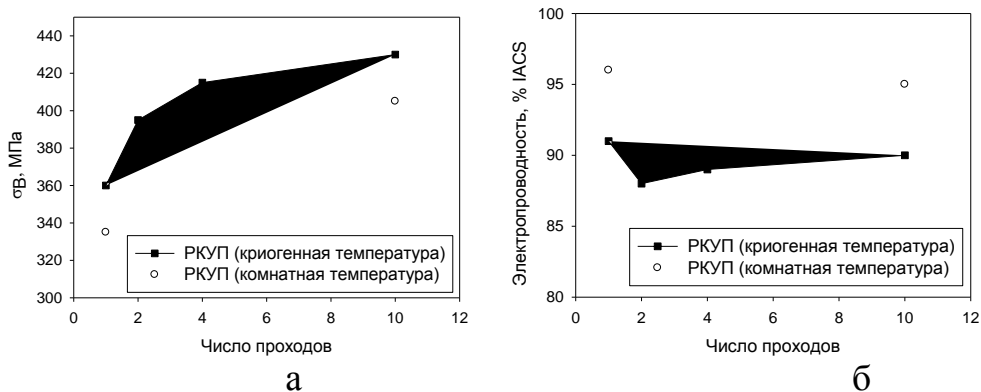 σВ, МПа
440
420
400
380
360
340
320
300
0 2 4 6 8 10 12
РКУП (криогенная температура)
РКУП (комнатная температура)
Число проходов
а
Электропроводность, % IACS
100
95
90
85
80
0 2 4 6 8 10 12
РКУП (криогенная температура)
РКУП (комнатная температура)
Число проходов
б